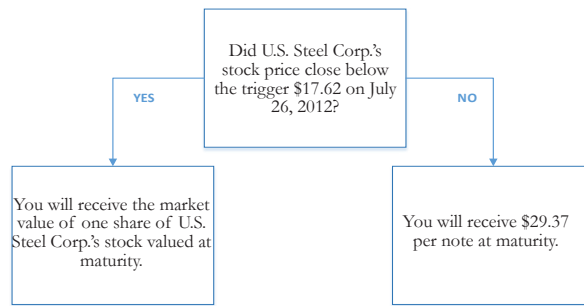 Did U.S. Steel Corp.'s
stock price close below
the trigger $17.62 on July
26, 2012?
YES
NO
You will receive the market
value of one share of U.S.
Steel Corp.'s stock valued at
maturity.
You will receive $29.37
per note at maturity.